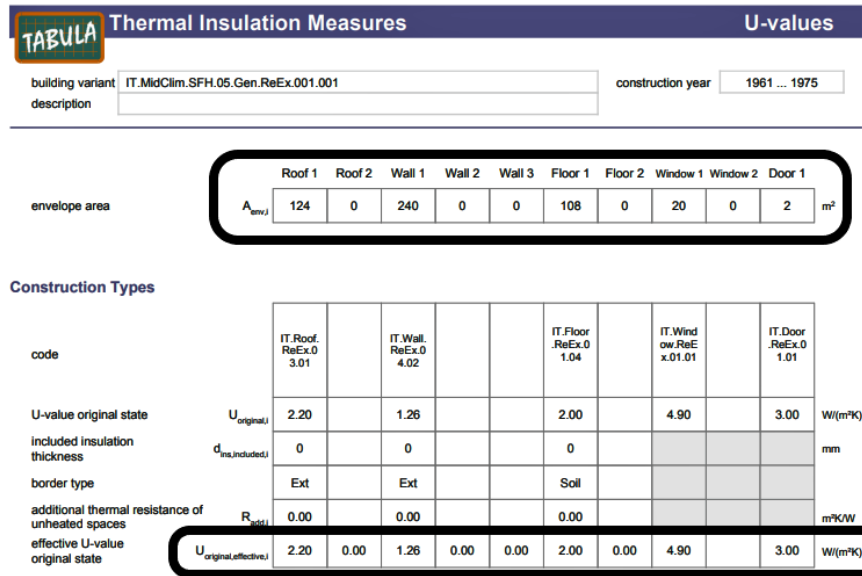 TABULA Thermal Insulation Measures U-values
building variant IT.MidClim.SFH.05.Gen.ReEx.001.001 construction year 1961 ... 1975
description
Roof 1 Roof 2 Wall 1 Wall 2 Wall 3 Floor 1 Floor 2 Window 1 Window 2 Door 1
envelope area A env,i 124 0 240 0 0 108 0 20 0 2 m²
Construction Types
code IT.Roof.ReEx.03.01 IT.Wall.ReEx.04.02 IT.Floor.ReEx.01.04 IT.Window.ReEx.01.01 IT.Door.ReEx.01.01
U-value original state U original,i 2.20 1.26 2.00 4.90 3.00 W/(m²K)
included insulation
thickness d ins,included,i 0 0 0 mm
border type Ext Ext Soil
additional thermal resistance of
unheated spaces R add,i 0.00 0.00 0.00 m²K/W
effective U-value
original state U original,effective,i 2.20 0.00 1.26 0.00 0.00 2.00 0.00 4.90 3.00 W/(m²K)